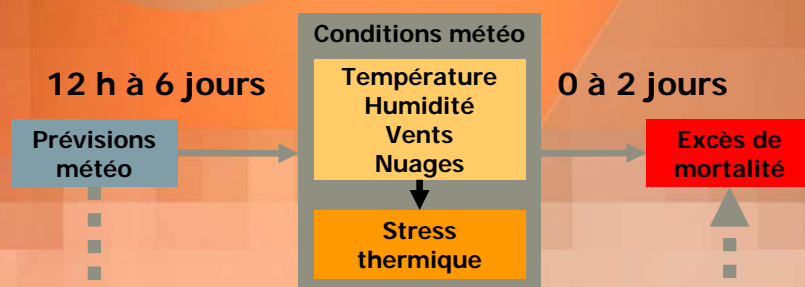 Conditions météo
12 h à 6 jours
Température
Humidité
Vents
Nuages
0 à 2 jours
Prévisions
météo
Excès de
mortalité
Stress
thermique